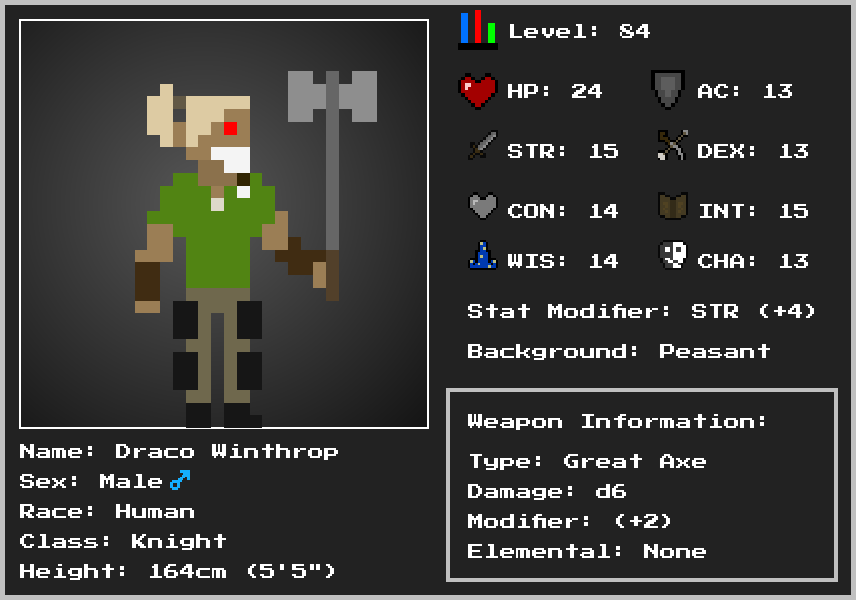 Level: 84
HP: 24
AC: 13
STR: 15
DEX: 13
CON: 14
INT: 15
WIS: 14
CHA: 13
Stat Modifier: STR (+4)
Background: Peasant
Weapon Information:
Type: Great Axe
Damage: d6
Modifier: (+2)
Elemental: None
Name: Draco Winthrop
Sex: Male ♂
Race: Human
Class: Knight
Height: 164cm (5'5")